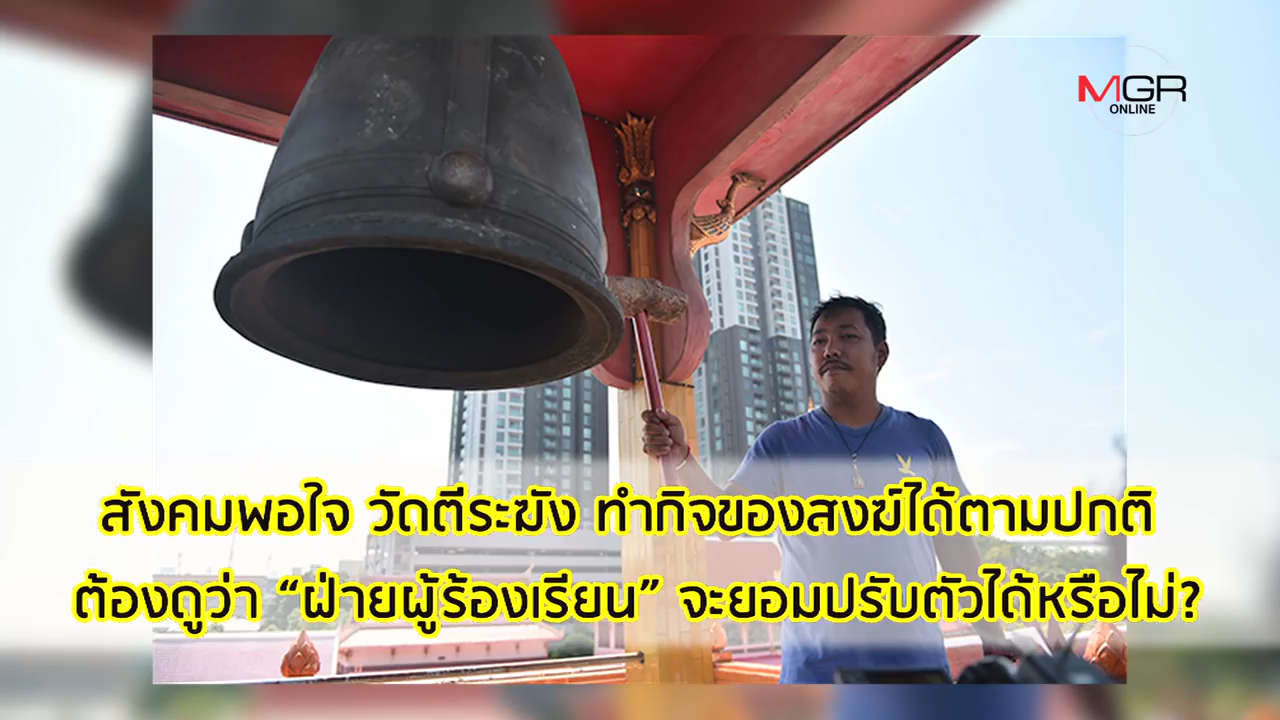 MGR
ONLINE
สังคมพอใจ วัดตีระฆัง ทำกิจของสงฆ์ได้ตามปกติ
ต้องดูว่า “ฝ่ายผู้ร้องเรียน” จะยอมปรับตัวได้หรือไม่?